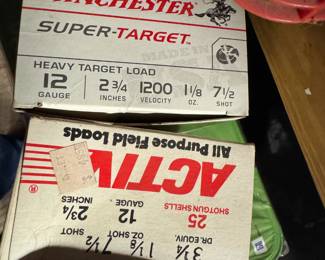 WINCHESTER
SUPER-TARGET
MADE IN
HEAVY TARGET LOAD
12 2 3/4 1200 1 1/8 7 1/2
GAUGE INCHES VELOCITY OZ. SHOT
3 3/4 1 1/8 7 1/2
DR. EQUIV. OZ. SHOT SHOT
25 12 2 3/4
SHOTGUN SHELLS GAUGE
ACTIV ®
All Purpose Field Loads